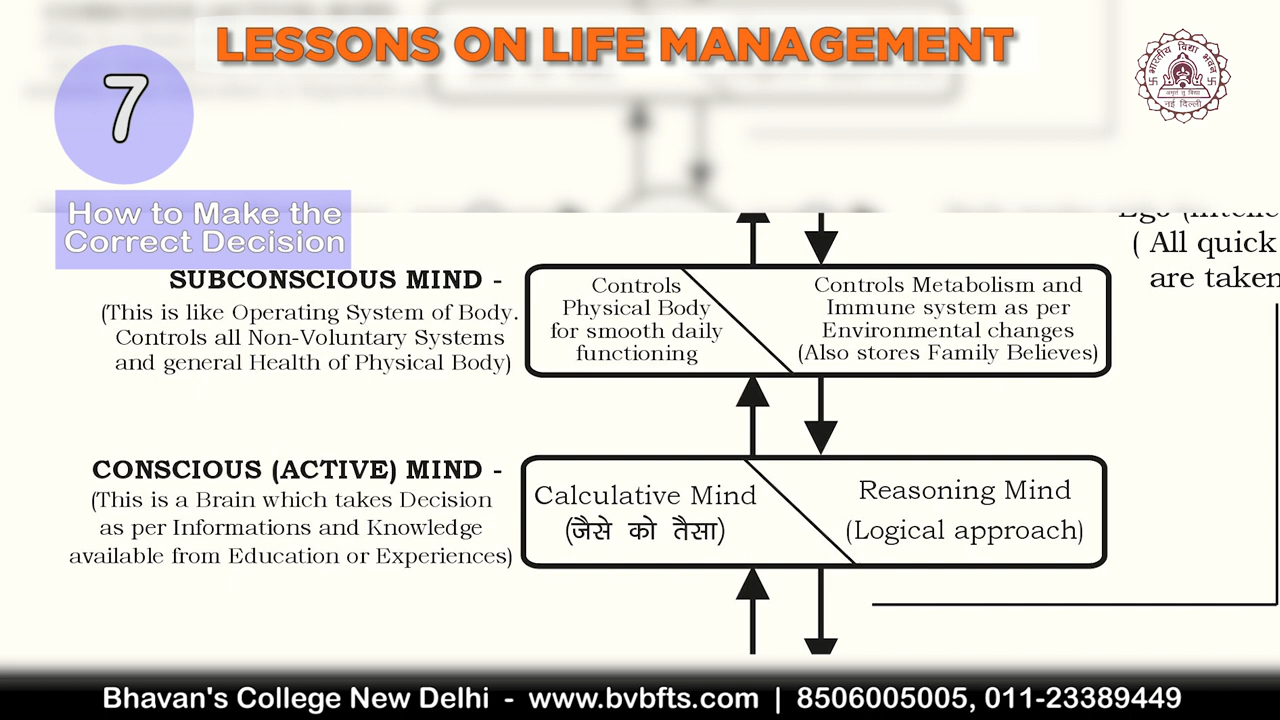 LESSONS ON LIFE MANAGEMENT
7
How to Make the
Correct Decision
भारतीय विद्या भवन
अमृतं तु विद्या
नई दिल्ली
( All quick
are taken
SUBCONSCIOUS MIND -
(This is like Operating System of Body.
Controls all Non-Voluntary Systems
and general Health of Physical Body)
Controls
Physical Body
for smooth daily
functioning
Controls Metabolism and
Immune system as per
Environmental changes
(Also stores Family Believes)
CONSCIOUS (ACTIVE) MIND -
(This is a Brain which takes Decision
as per Informations and Knowledge
available from Education or Experiences)
Calculative Mind
(जैसे को तैसा)
Reasoning Mind
(Logical approach)
Bhavan's College New Delhi - www.bvbfts.com | 8506005005, 011-23389449